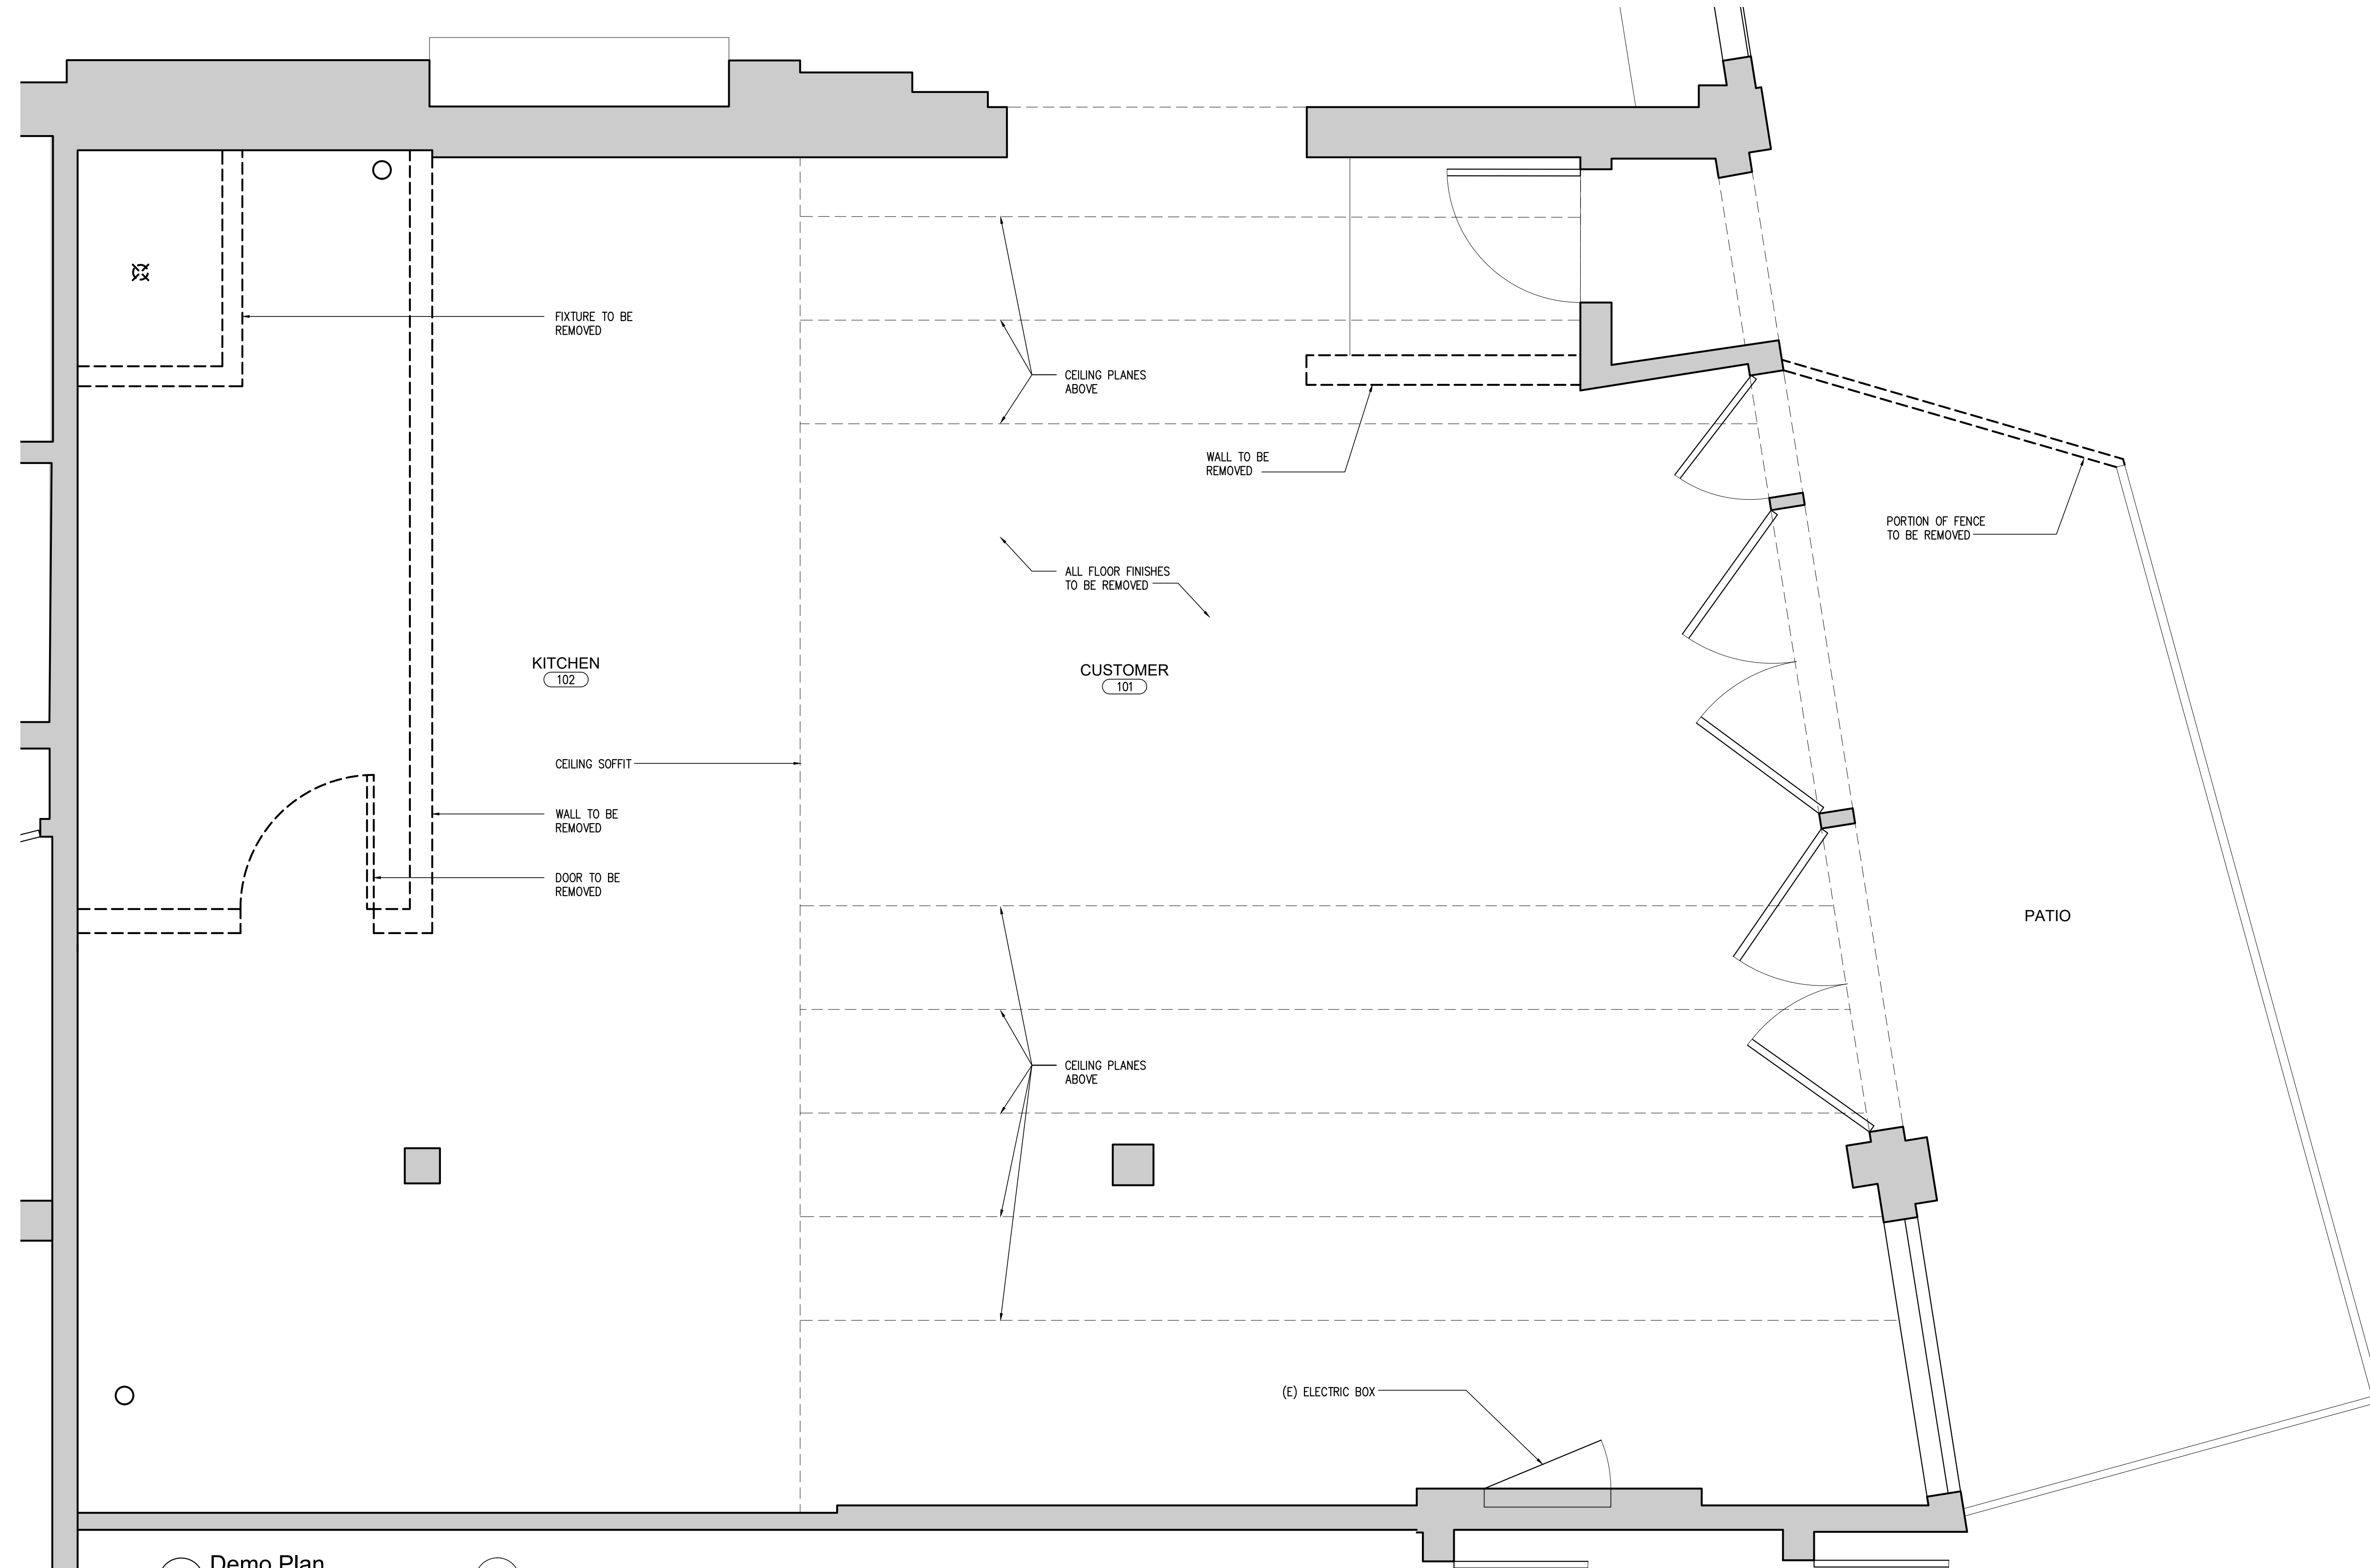 FIXTURE TO BE
REMOVED
CEILING PLANES
ABOVE
WALL TO BE
REMOVED
PORTION OF FENCE
TO BE REMOVED
ALL FLOOR FINISHES
TO BE REMOVED
KITCHEN
102
CUSTOMER
101
CEILING SOFFIT
WALL TO BE
REMOVED
DOOR TO BE
REMOVED
PATIO
CEILING PLANES
ABOVE
(E) ELECTRIC BOX
Demo Plan